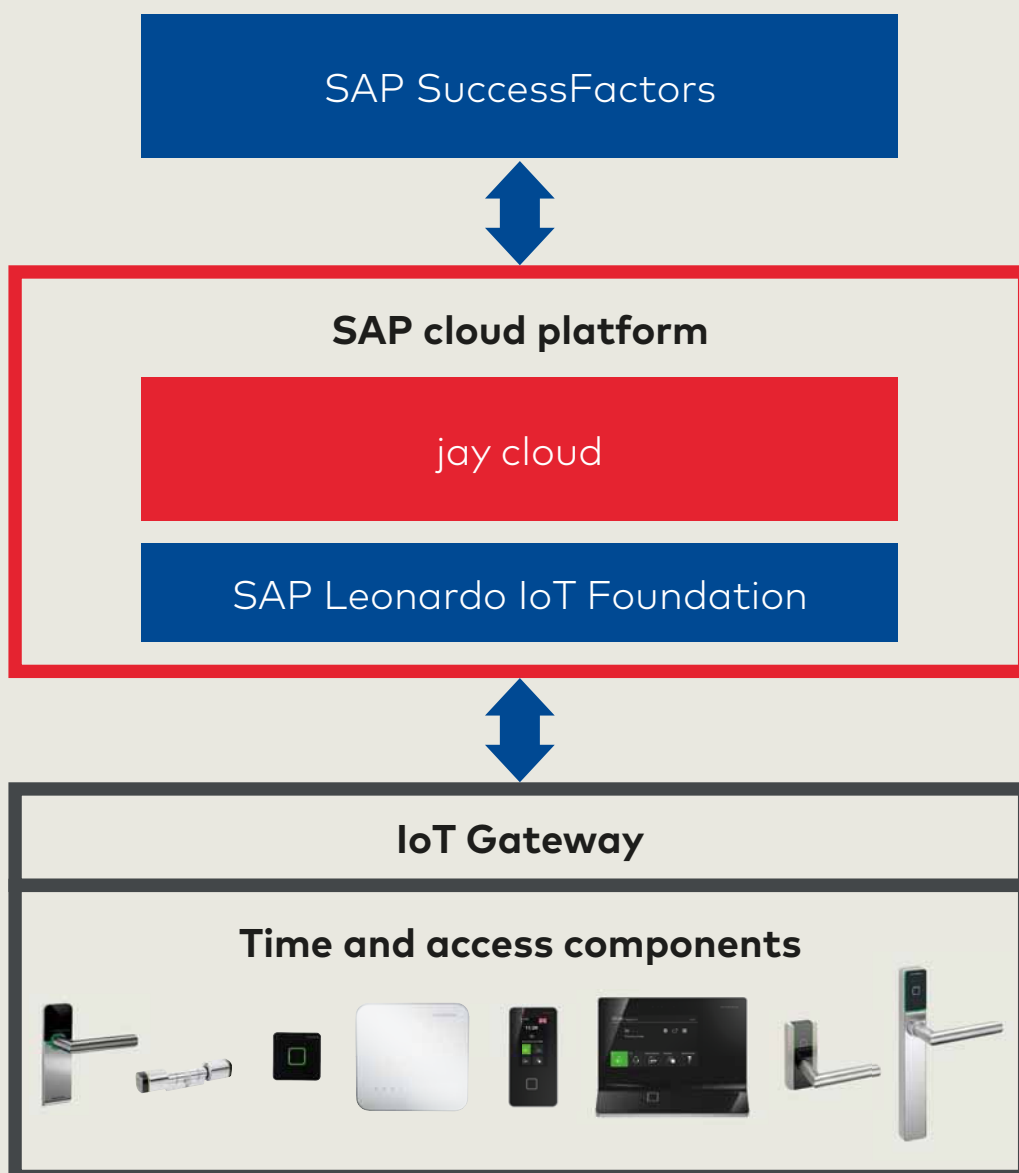 SAP SuccessFactors
SAP cloud platform
jay cloud
SAP Leonardo IoT Foundation
IoT Gateway
Time and access components